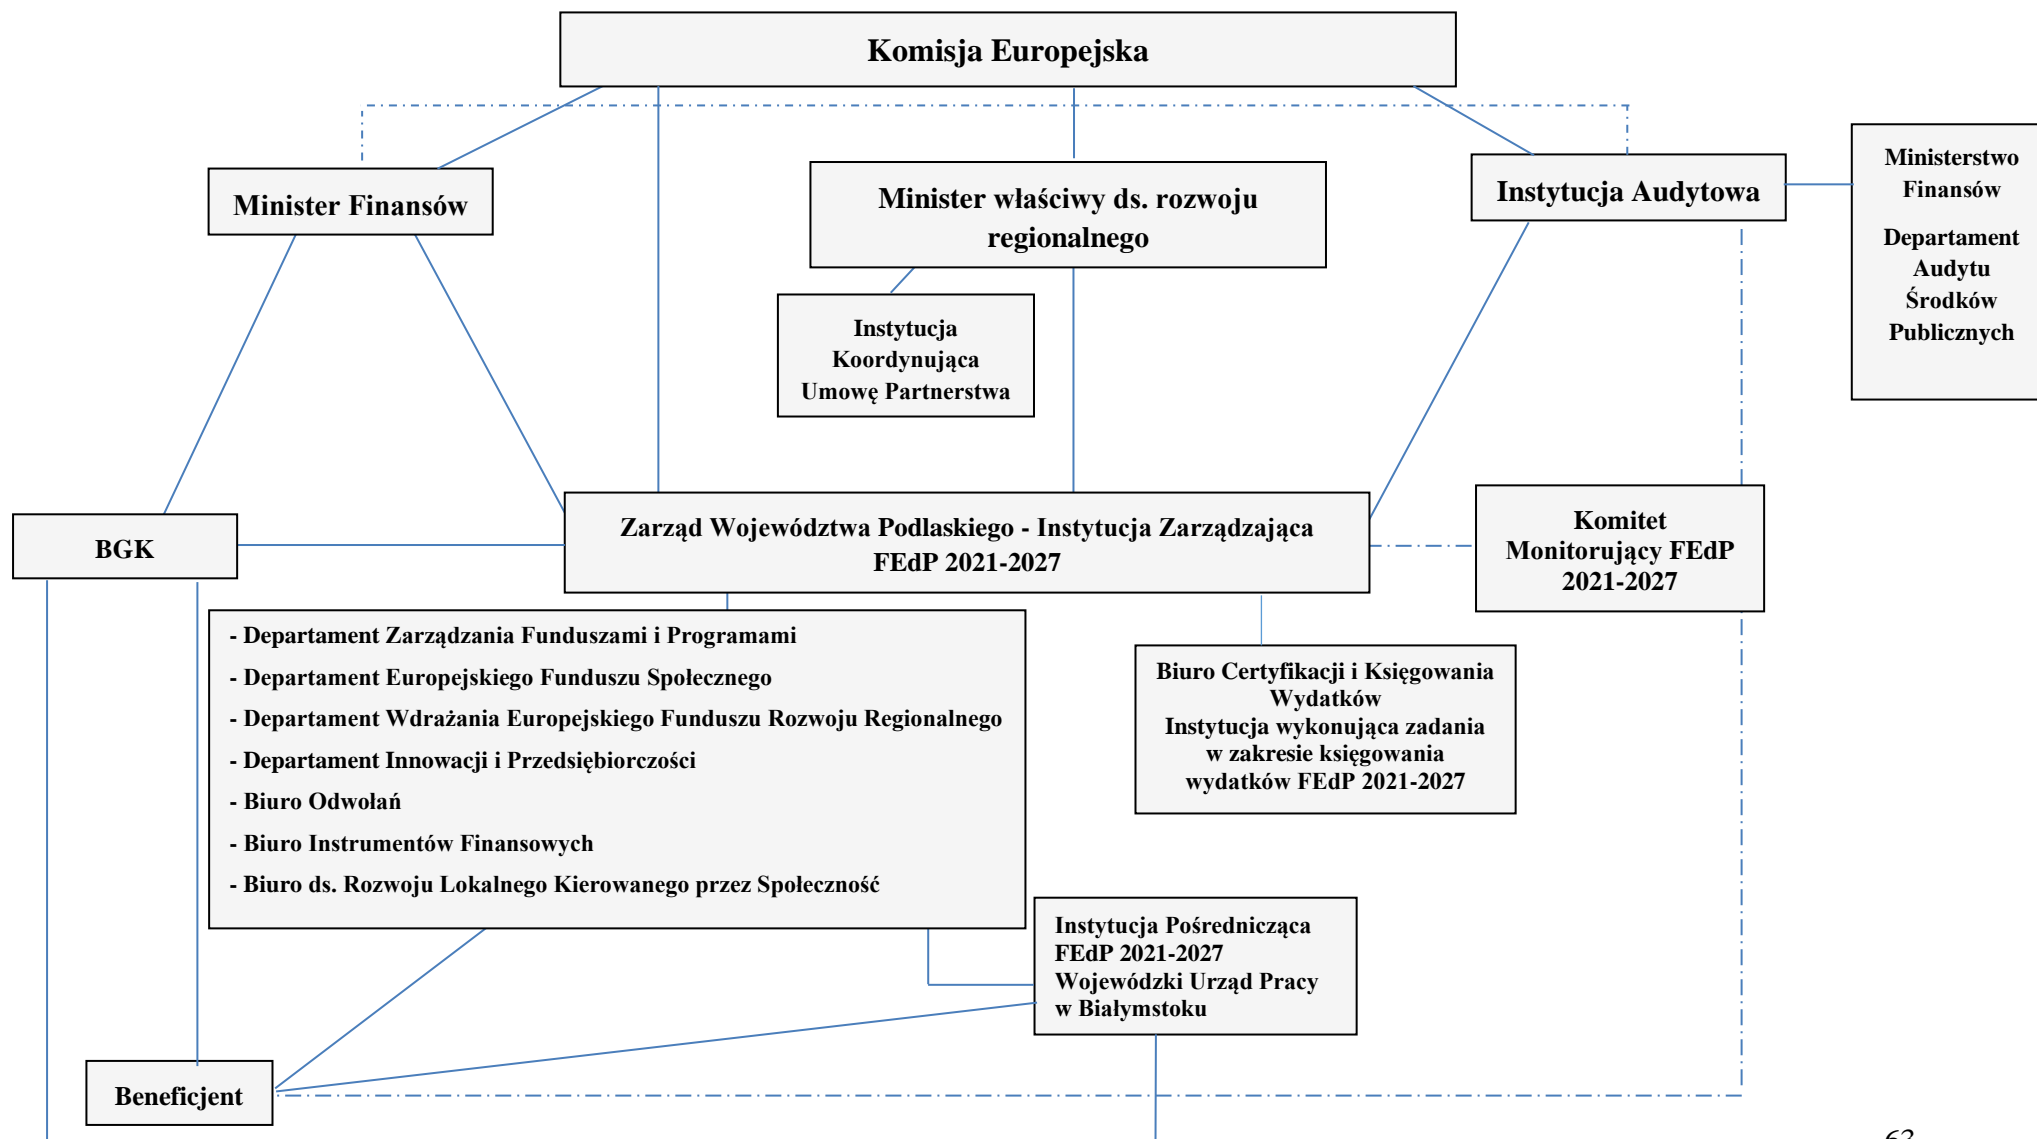 Komisja Europejska
Minister Finansów
Minister właściwy ds. rozwoju
regionalnego
Instytucja Audytowa
Ministerstwo
Finansów
Departament
Audytu
Środków
Publicznych
Instytucja
Koordynująca
Umowę Partnerstwa
BGK
Zarząd Województwa Podlaskiego - Instytucja Zarządzająca
FEdP 2021-2027
Komitet
Monitorujący FEdP
2021-2027
- Departament Zarządzania Funduszami i Programami
- Departament Europejskiego Funduszu Społecznego
- Departament Wdrażania Europejskiego Funduszu Rozwoju Regionalnego
- Departament Innowacji i Przedsiębiorczości
- Biuro Odwołań
- Biuro Instrumentów Finansowych
- Biuro ds. Rozwoju Lokalnego Kierowanego przez Społeczność
Biuro Certyfikacji i Księgowania
Wydatków
Instytucja wykonująca zadania
w zakresie księgowania
wydatków FEdP 2021-2027
Instytucja Pośrednicząca
FEdP 2021-2027
Wojewódzki Urząd Pracy
w Białymstoku
Beneficjent